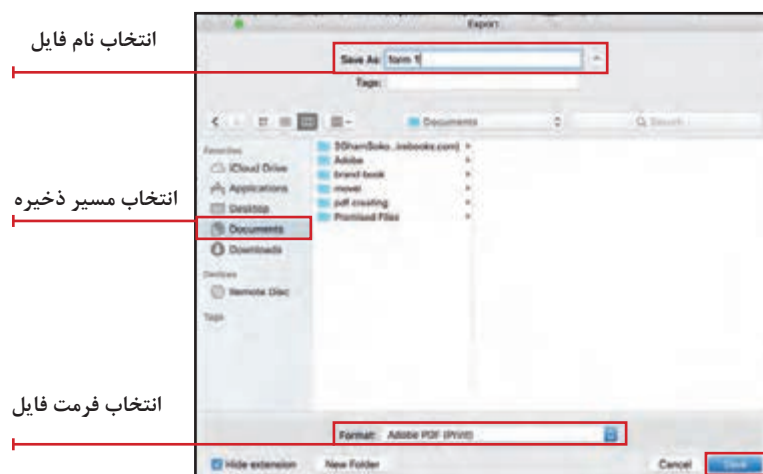 Export
انتخاب نام فایل
Save As: form 1
Tags:
Documents
Search
Favorites
iCloud Drive
Applications
انتخاب مسیر ذخیره
Desktop
Documents
Downloads
Devices
Remote Disc
Tags
Adobe
brand book
pdf creating
Promised Files
انتخاب فرمت فایل
Format: Adobe PDF (Print)
Hide extension
New Folder
Cancel
Save